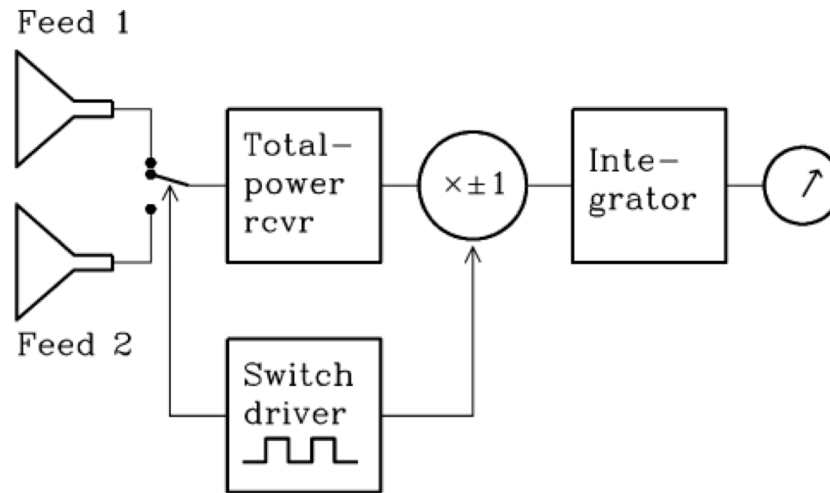 Feed 1
Total-
power
rcvr
×±1
Inte-
grator
Feed 2
Switch
driver